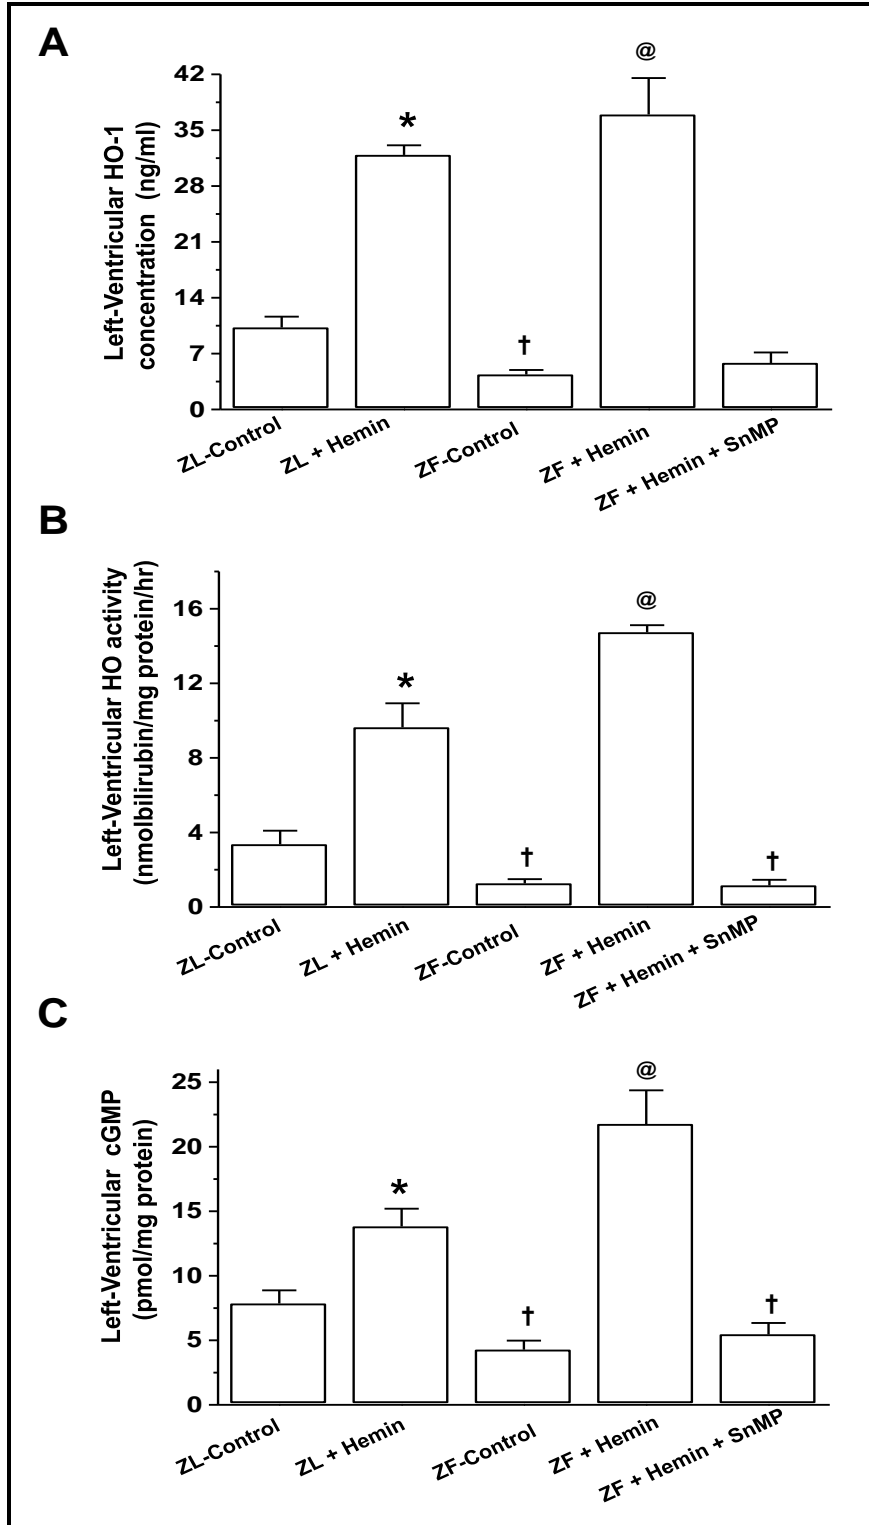 A
Left-Ventricular HO-1
concentration (ng/ml)
42
35
28
21
14
7
0
*
†
@
ZL-Control
ZL + Hemin
ZF-Control
ZF + Hemin
ZF + Hemin + SnMP
B
Left-Ventricular HO activity
(nmolbilirubin/mg protein/hr)
16
12
8
4
0
*
†
@
†
ZL-Control
ZL + Hemin
ZF-Control
ZF + Hemin
ZF + Hemin + SnMP
C
Left-Ventricular cGMP
(pmol/mg protein)
25
20
15
10
5
0
*
†
@
†
ZL-Control
ZL + Hemin
ZF-Control
ZF + Hemin
ZF + Hemin + SnMP